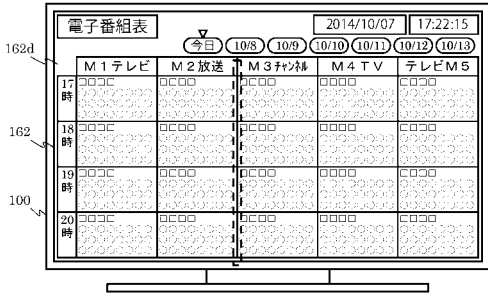 電子番組表 2014/10/07 17:22:15
162d
今日 10/8 10/9 10/10 10/11 10/12 10/13
M1テレビ M2放送 M3チャンネル M4TV テレビM5
17時 □□□□ □□□□ □□□□ □□□□ □□□□
162
18時 □□□□ □□□□ □□□□ □□□□ □□□□
19時 □□□□ □□□□ □□□□ □□□□ □□□□
100
20時 □□□□ □□□□ □□□□ □□□□ □□□□